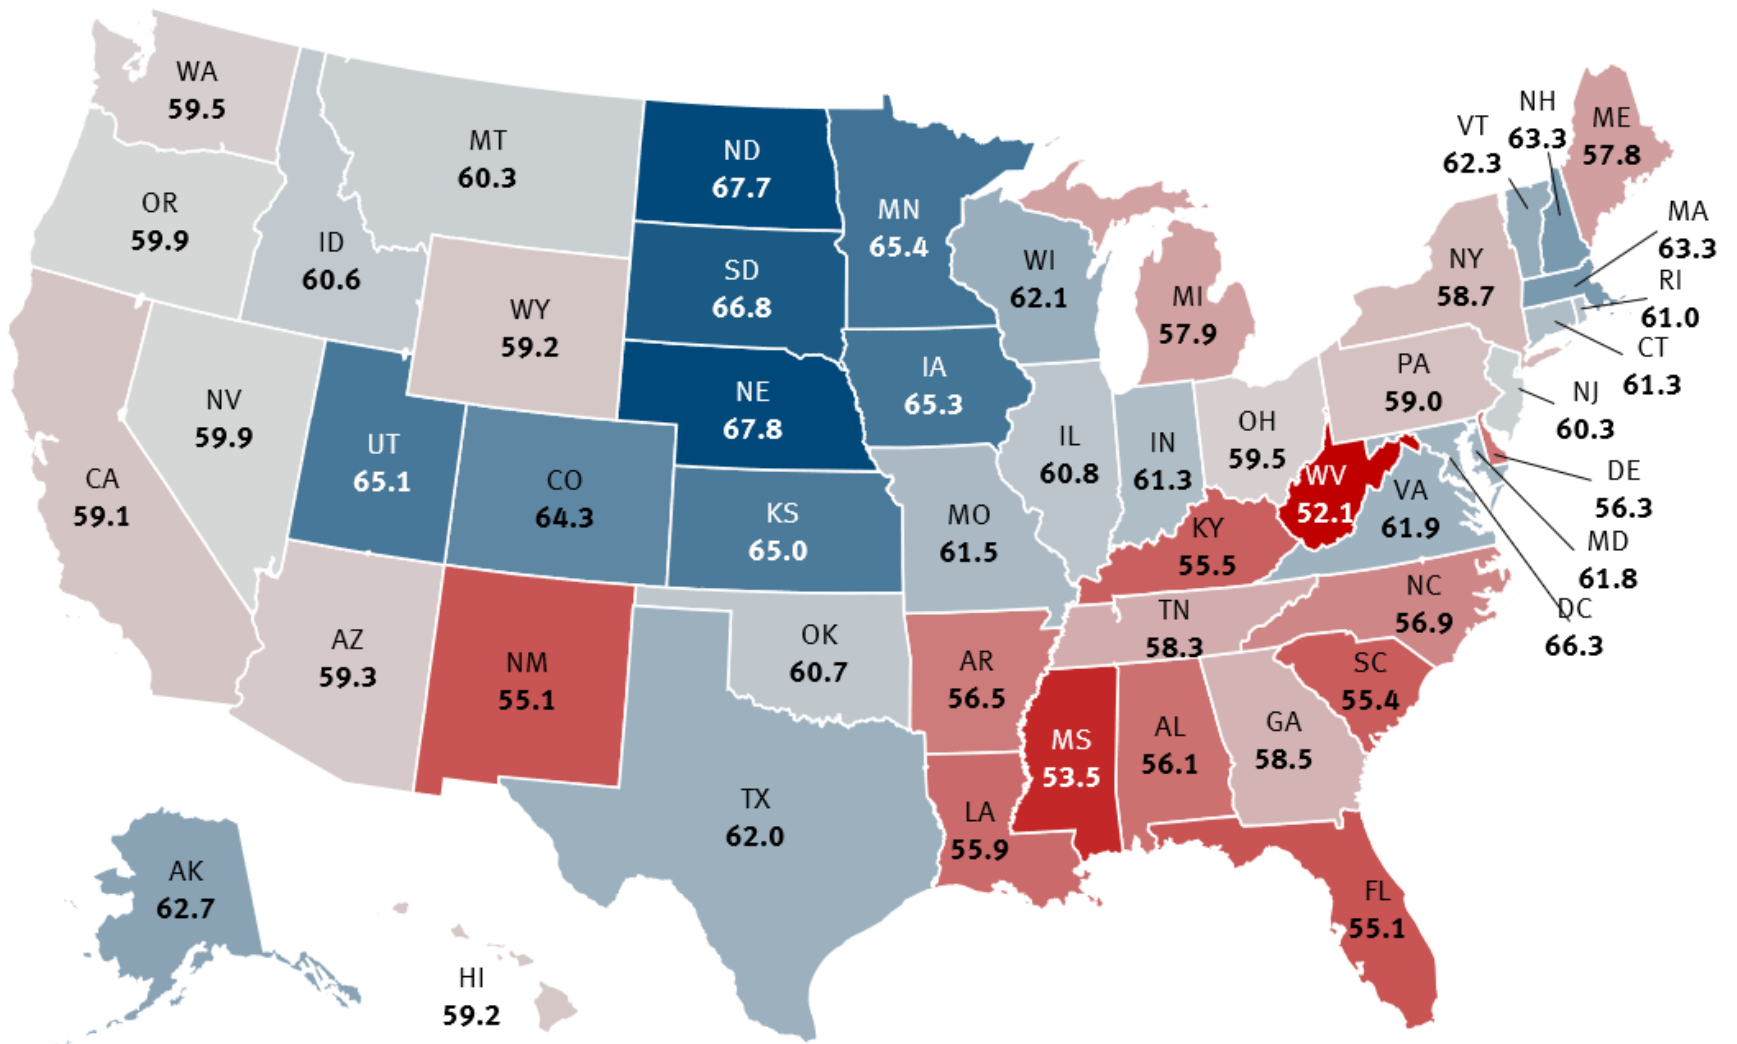 WA
59.5
OR
59.9
CA
59.1
NV
59.9
ID
60.6
MT
60.3
WY
59.2
UT
65.1
CO
64.3
AZ
59.3
NM
55.1
ND
67.7
SD
66.8
NE
67.8
KS
65.0
OK
60.7
TX
62.0
MN
65.4
IA
65.3
MO
61.5
AR
56.5
LA
55.9
WI
62.1
IL
60.8
MI
57.9
IN
61.3
OH
59.5
KY
55.5
TN
58.3
MS
53.5
AL
56.1
GA
58.5
FL
55.1
SC
55.4
NC
56.9
VA
61.9
WV
52.1
PA
59.0
NY
58.7
VT
62.3
NH
63.3
ME
57.8
MA
63.3
RI
61.0
CT
61.3
NJ
60.3
DE
56.3
MD
61.8
DC
66.3
AK
62.7
HI
59.2